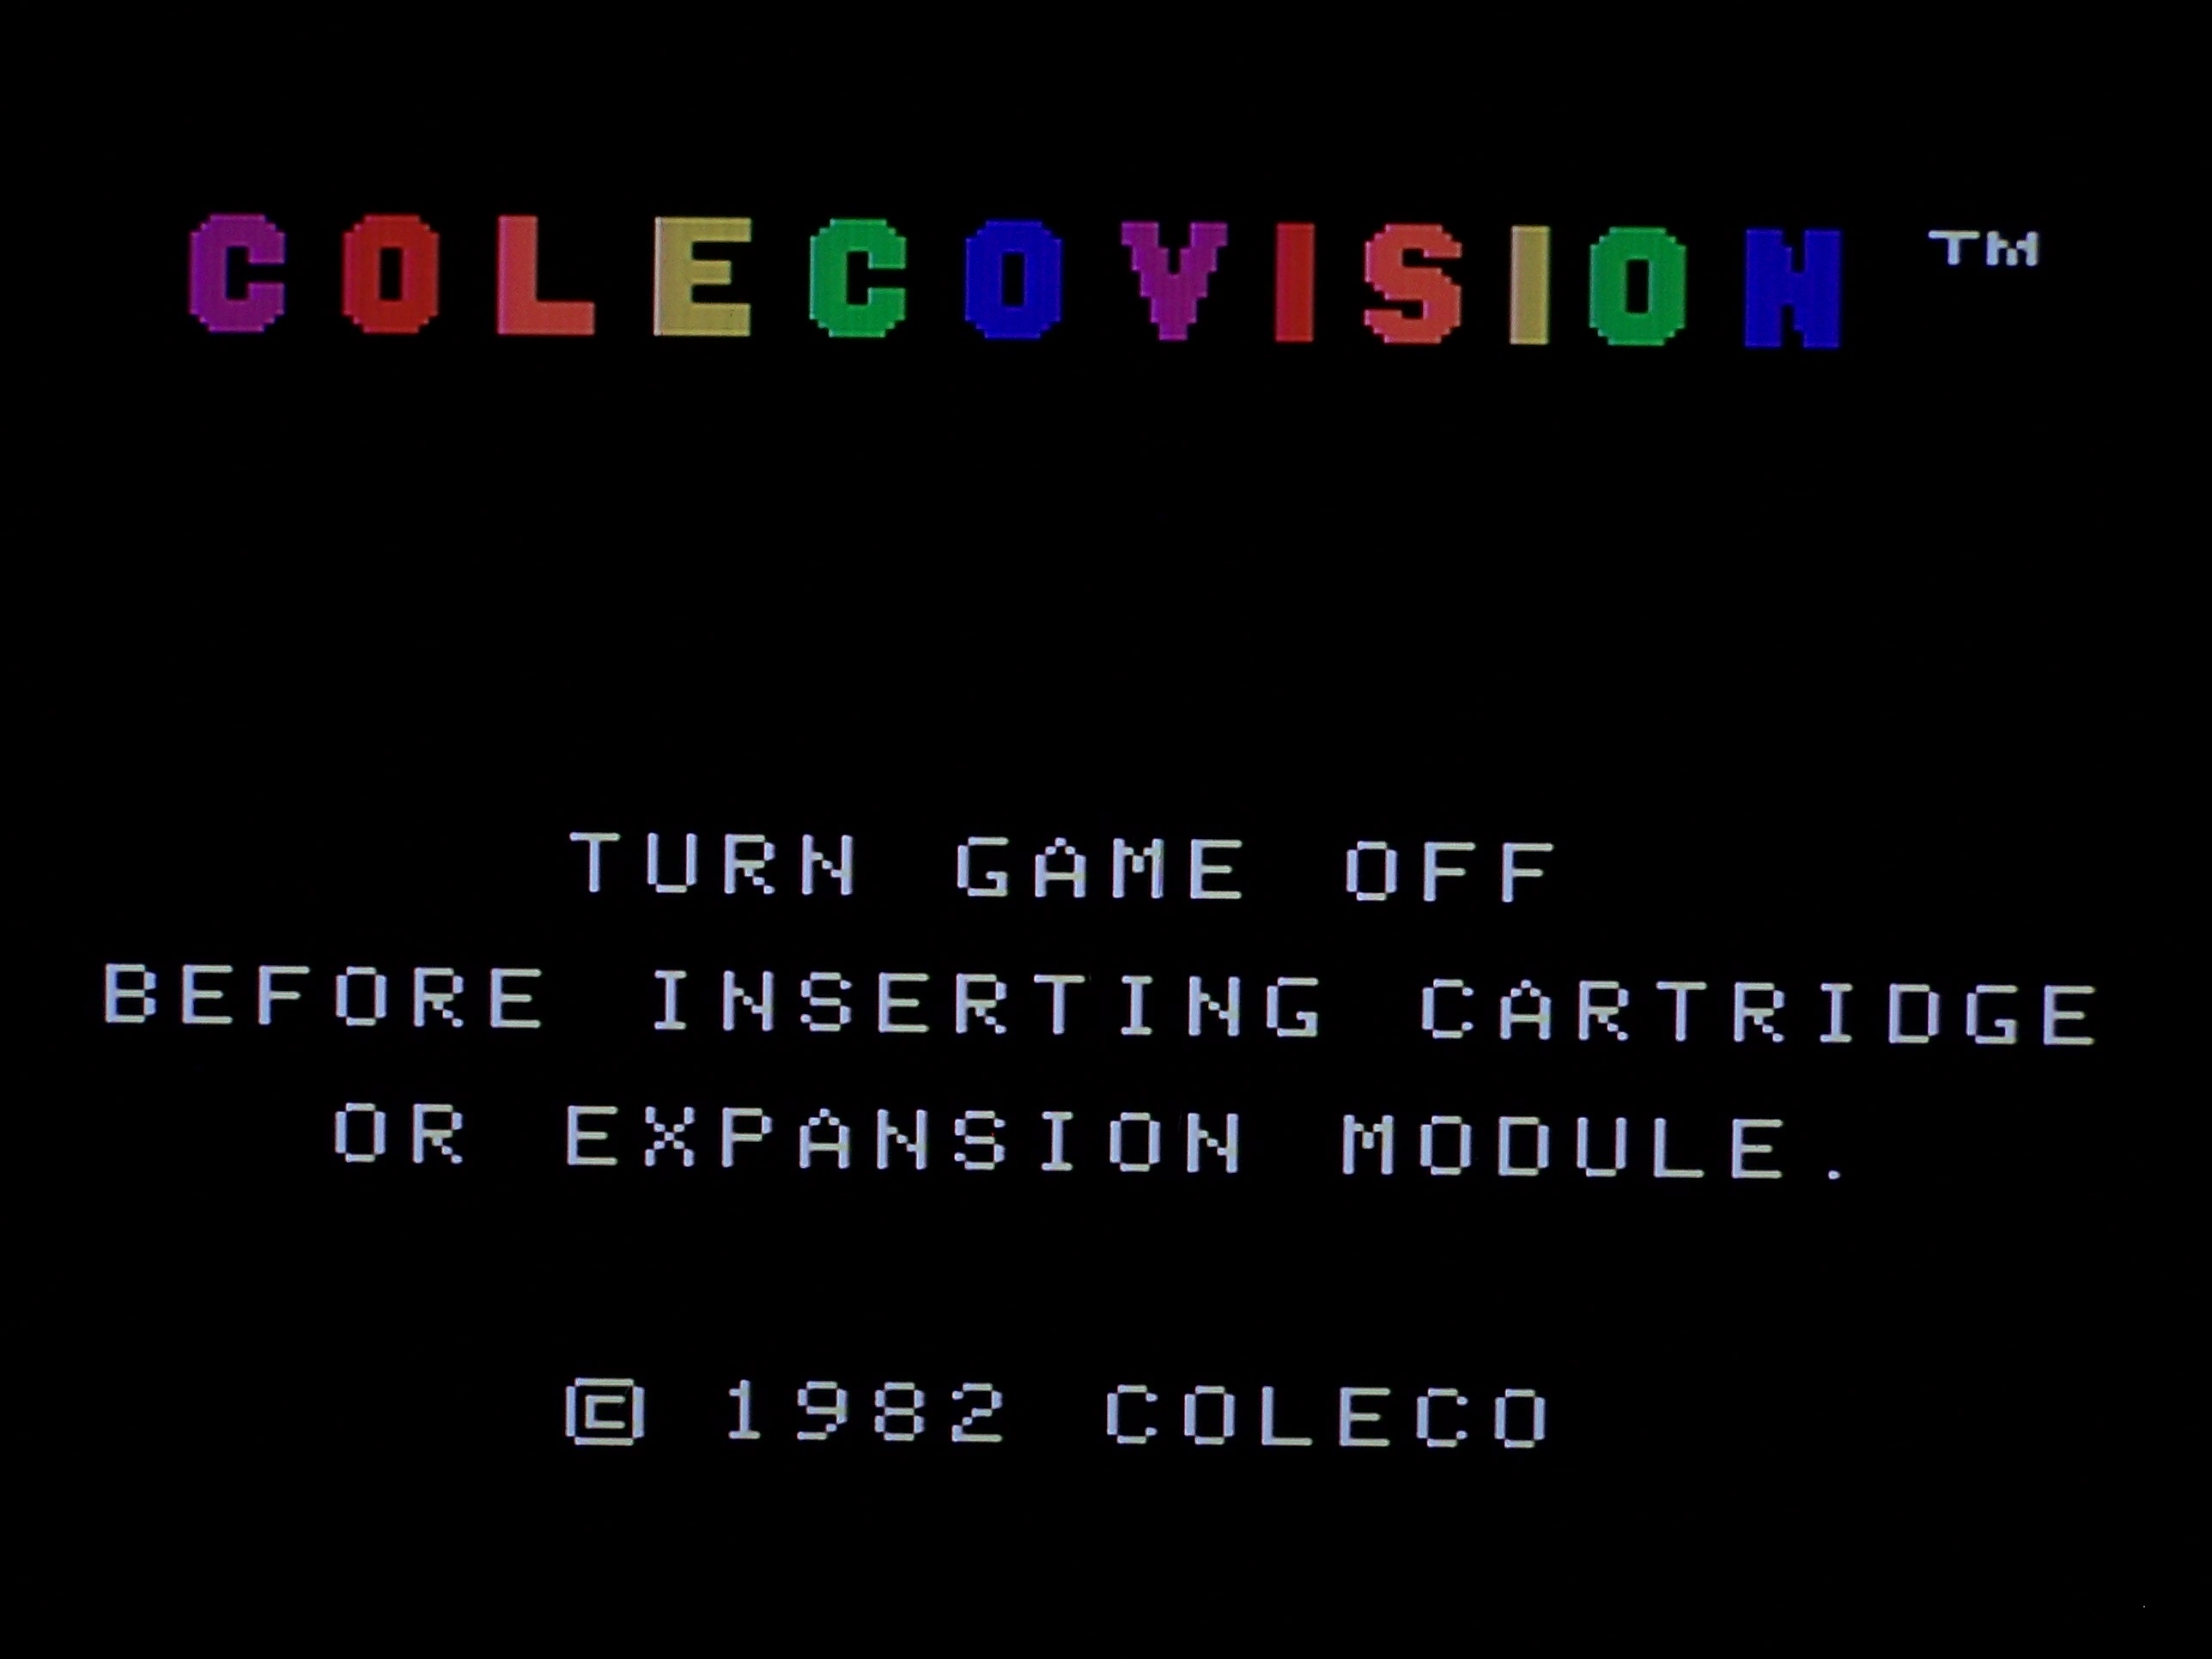 COLECOVISION ™
TURN GAME OFF
BEFORE INSERTING CARTRIDGE
OR EXPANSION MODULE.
© 1982 COLECO